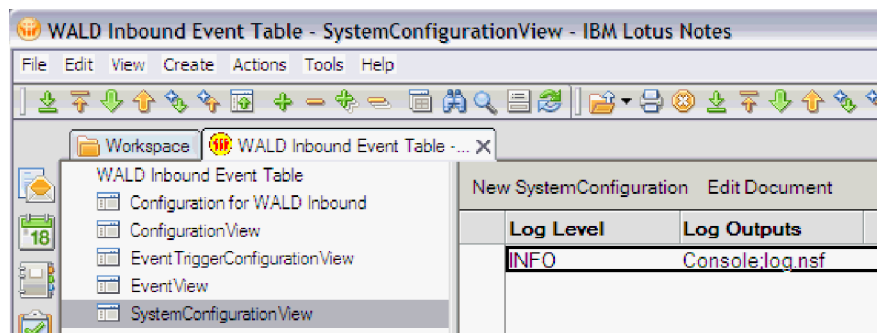 WALD Inbound Event Table - SystemConfigurationView - IBM Lotus Notes
File Edit View Create Actions Tools Help
Workspace WALD Inbound Event Table -...
WALD Inbound Event Table
Configuration for WALD Inbound
ConfigurationView
EventTriggerConfigurationView
EventView
SystemConfigurationView
18
New SystemConfiguration Edit Document
Log Level Log Outputs
INFO Console;log.nsf